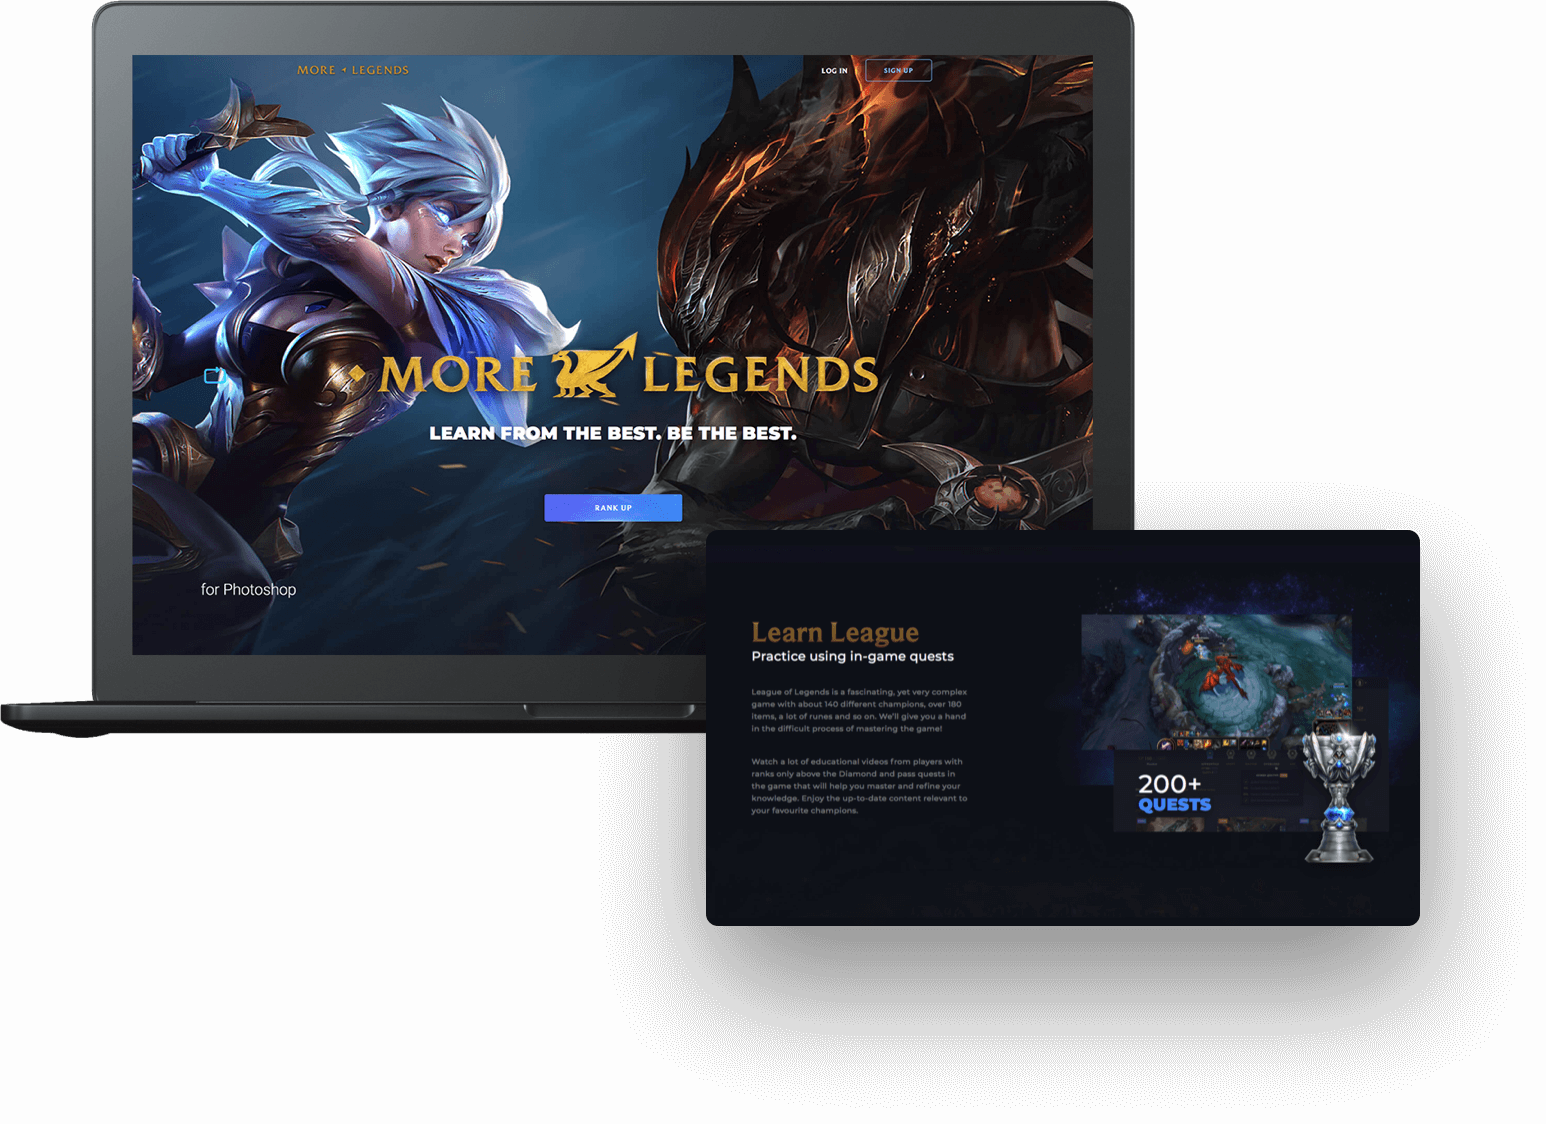 MORE LEGENDS
LOG IN
SIGN UP
MORE LEGENDS
LEARN FROM THE BEST. BE THE BEST.
RANK UP
for Photoshop
Learn League
Practice using in-game quests
League of Legends is a fascinating, yet very complex
game with about 140 different champions, over 180
items, a lot of runes and so on. We'll give you a hand
in the difficult process of mastering the game!
Watch a lot of educational videos from players with
ranks only above the Diamond and pass quests in
the game that will help you master and refine your
knowledge. Enjoy the up-to-date content relevant to
your favourite champions.
200+
QUESTS